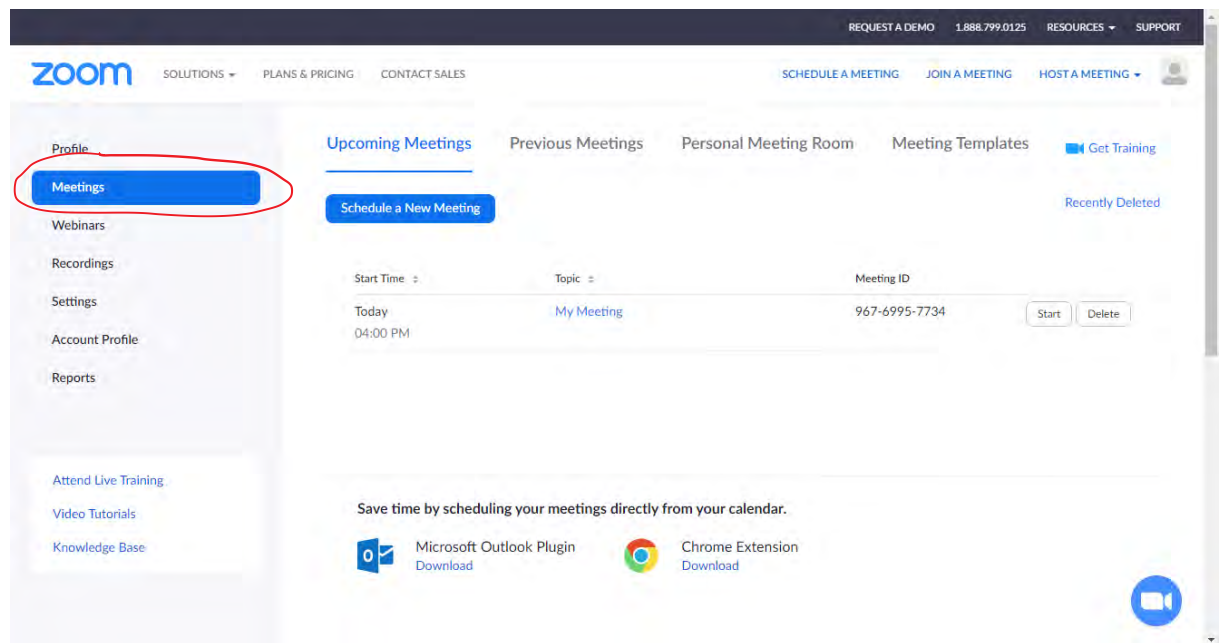 REQUEST A DEMO 1.888.799.0125 RESOURCES SUPPORT
zoom SOLUTIONS PLANS & PRICING CONTACT SALES SCHEDULE A MEETING JOIN A MEETING HOST A MEETING
Profile
Meetings
Webinars
Recordings
Settings
Account Profile
Reports
Attend Live Training
Video Tutorials
Knowledge Base
Upcoming Meetings Previous Meetings Personal Meeting Room Meeting Templates Get Training
Schedule a New Meeting Recently Deleted
Start Time Topic Meeting ID
Today My Meeting 967-6995-7734 Start Delete
04:00 PM
Save time by scheduling your meetings directly from your calendar.
Microsoft Outlook Plugin Chrome Extension
Download Download